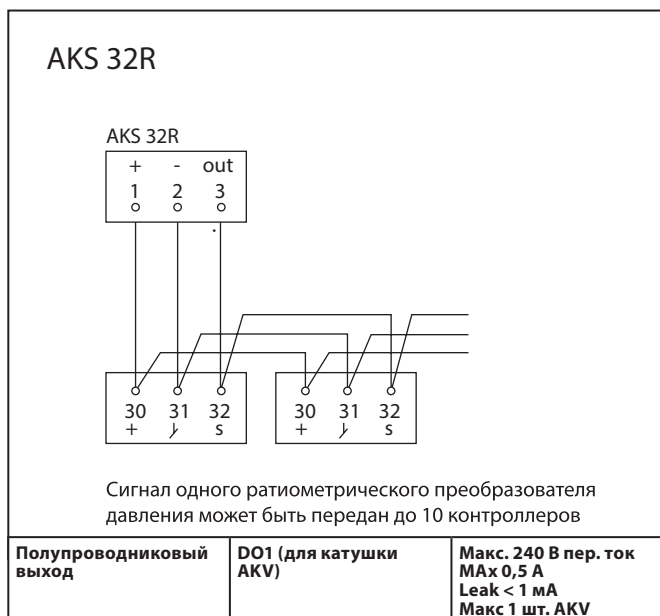 AKS 32R
AKS 32R
+ - out
1 2 3
30 31 32
+ s
30 31 32
+ s
Сигнал одного ратиометрического преобразователя
давления может быть передан до 10 контроллеров
Полупроводниковый
выход
DO1 (для катушки
AKV)
Макс. 240 В пер. ток
MAx 0,5 А
Leak < 1 мА
Макс 1 шт. AKV